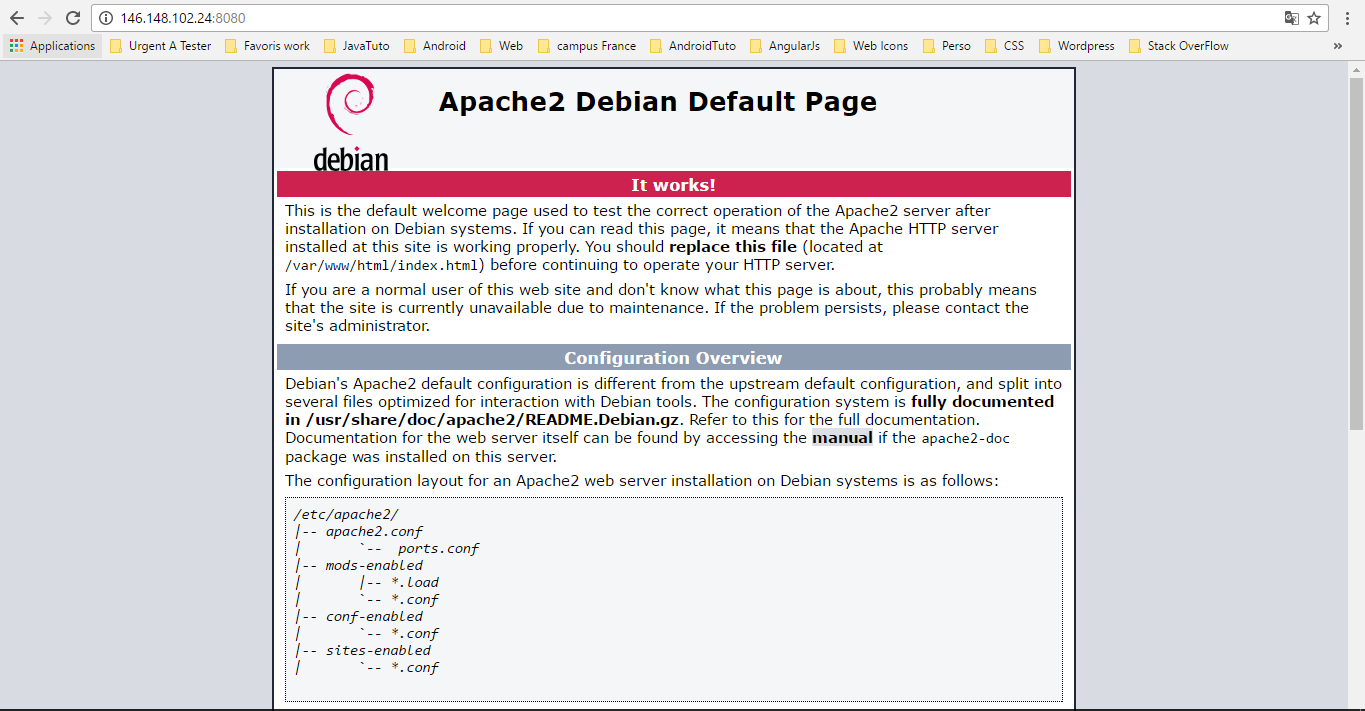 146.148.102.24:8080
Applications Urgent A Tester Favoris work JavaTuto Android Web campus France AndroidTuto AngularJs Web Icons Perso CSS Wordpress Stack OverFlow »
debian
Apache2 Debian Default Page
It works!
This is the default welcome page used to test the correct operation of the Apache2 server after
installation on Debian systems. If you can read this page, it means that the Apache HTTP server
installed at this site is working properly. You should replace this file (located at
/var/www/html/index.html) before continuing to operate your HTTP server.
If you are a normal user of this web site and don't know what this page is about, this probably means
that the site is currently unavailable due to maintenance. If the problem persists, please contact the
site's administrator.
Configuration Overview
Debian's Apache2 default configuration is different from the upstream default configuration, and split into
several files optimized for interaction with Debian tools. The configuration system is fully documented
in /usr/share/doc/apache2/README.Debian.gz. Refer to this for the full documentation.
Documentation for the web server itself can be found by accessing the manual if the apache2-doc
package was installed on this server.
The configuration layout for an Apache2 web server installation on Debian systems is as follows:
/etc/apache2/
|-- apache2.conf
|       `--  ports.conf
|-- mods-enabled
|       |-- *.load
|       `-- *.conf
|-- conf-enabled
|       `-- *.conf
|-- sites-enabled
|       `-- *.conf